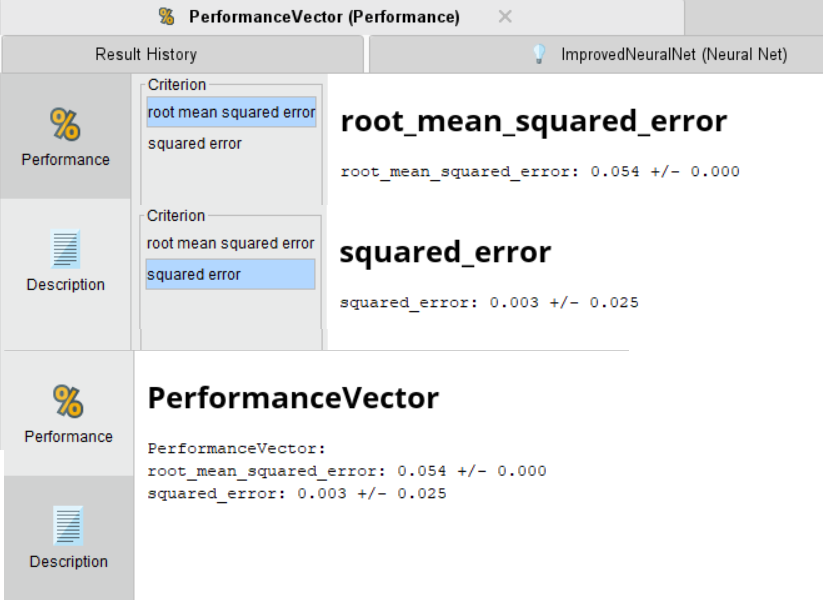 PerformanceVector (Performance)
Result History
ImprovedNeuralNet (Neural Net)
%
Performance
Criterion
root mean squared error
squared error
root_mean_squared_error
root_mean_squared_error: 0.054 +/- 0.000
Description
Criterion
root mean squared error
squared error
squared_error
squared_error: 0.003 +/- 0.025
%
Performance
PerformanceVector
PerformanceVector:
root_mean_squared_error: 0.054 +/- 0.000
squared_error: 0.003 +/- 0.025
Description